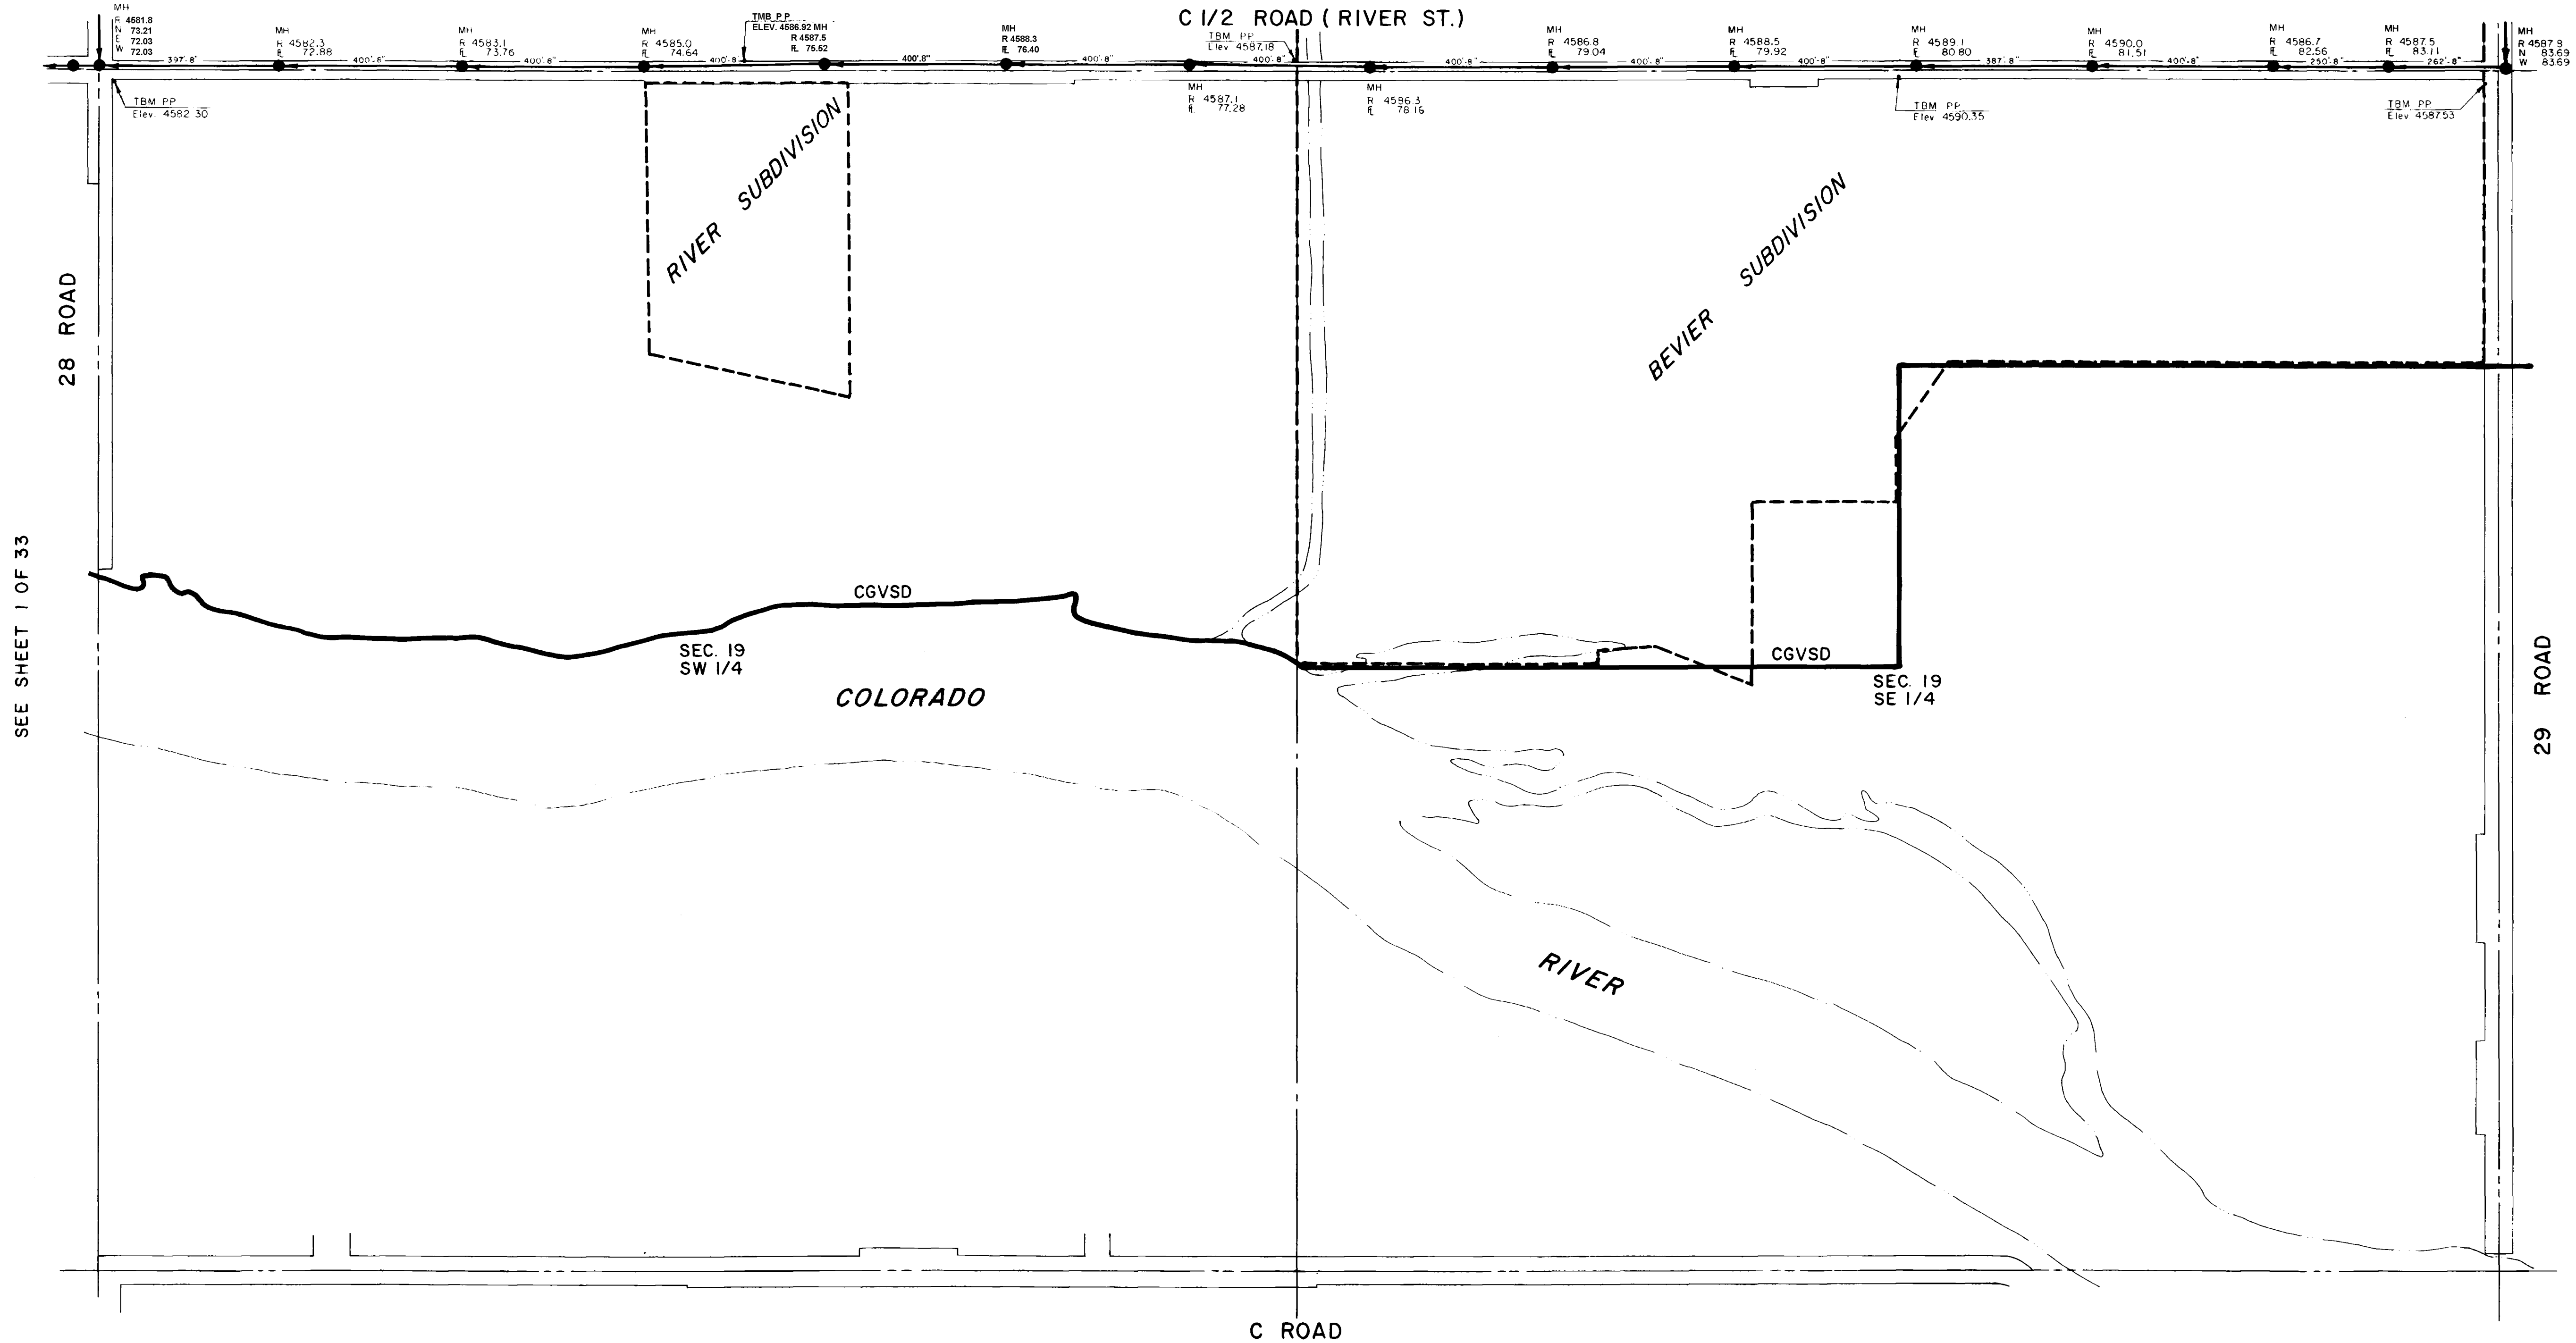 C 1/2 ROAD ( RIVER ST.)
MH
R 4581.8
N 73.21
E 72.03
W 72.03
MH
R 4582.3
FL 72.88
MH
R 4583.1
FL 73.76
MH
R 4585.0
FL 74.64
TMB PP
ELEV. 4586.92 MH
R 4587.5
FL 75.52
MH
R 4588.3
FL 76.40
TBM PP
Elev 4587.18
MH
R 4586.8
FL 79.04
MH
R 4588.5
FL 79.92
MH
R 4589.1
FL 80.80
MH
R 4590.0
FL 81.51
MH
R 4586.7
FL 82.56
MH
R 4587.5
FL 83.11
MH
R 4587.9
N 83.69
W 83.69
397'-8"
400'-8"
400'-8"
400'-8
400'8"
400'-8"
400'-8"
400'-8"
400'-8"
400'-8"
387'-8"
400'-8"
250'-8"
262'-8"
TBM PP
Elev. 4582.30
MH
R 4587.1
FL 77.28
MH
R 4586.3
FL 78.16
TBM PP
Elev 4590.35
TBM PP
Elev 4587.53
RIVER SUBDIVISION
BEVIER SUBDIVISION
28 ROAD
SEE SHEET 1 OF 33
CGVSD
SEC. 19
SW 1/4
COLORADO
CGVSD
SEC. 19
SE 1/4
29 ROAD
RIVER
C ROAD